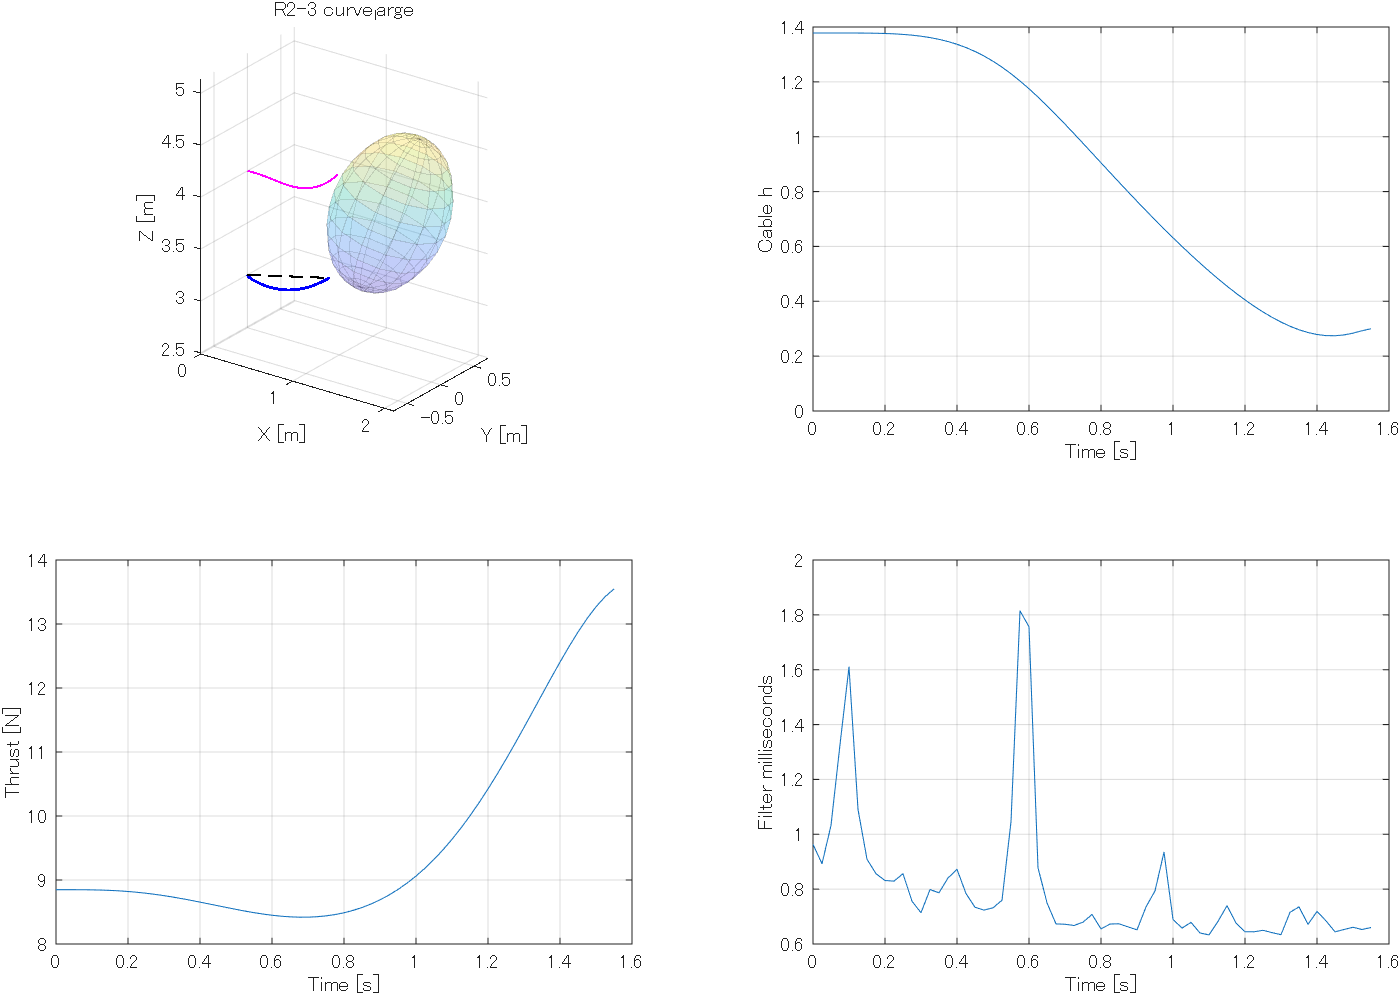 R2-3 curvelarge
5
4.5
4
3.5
3
2.5
Z [m]
0
1
2
X [m]
-0.5
0
0.5
Y [m]
1.4
1.2
1
0.8
0.6
0.4
0.2
0
Cable h
0 0.2 0.4 0.6 0.8 1 1.2 1.4 1.6
Time [s]
14
13
12
11
10
9
8
Thrust [N]
0 0.2 0.4 0.6 0.8 1 1.2 1.4 1.6
Time [s]
2
1.8
1.6
1.4
1.2
1
0.8
0.6
Filter milliseconds
0 0.2 0.4 0.6 0.8 1 1.2 1.4 1.6
Time [s]